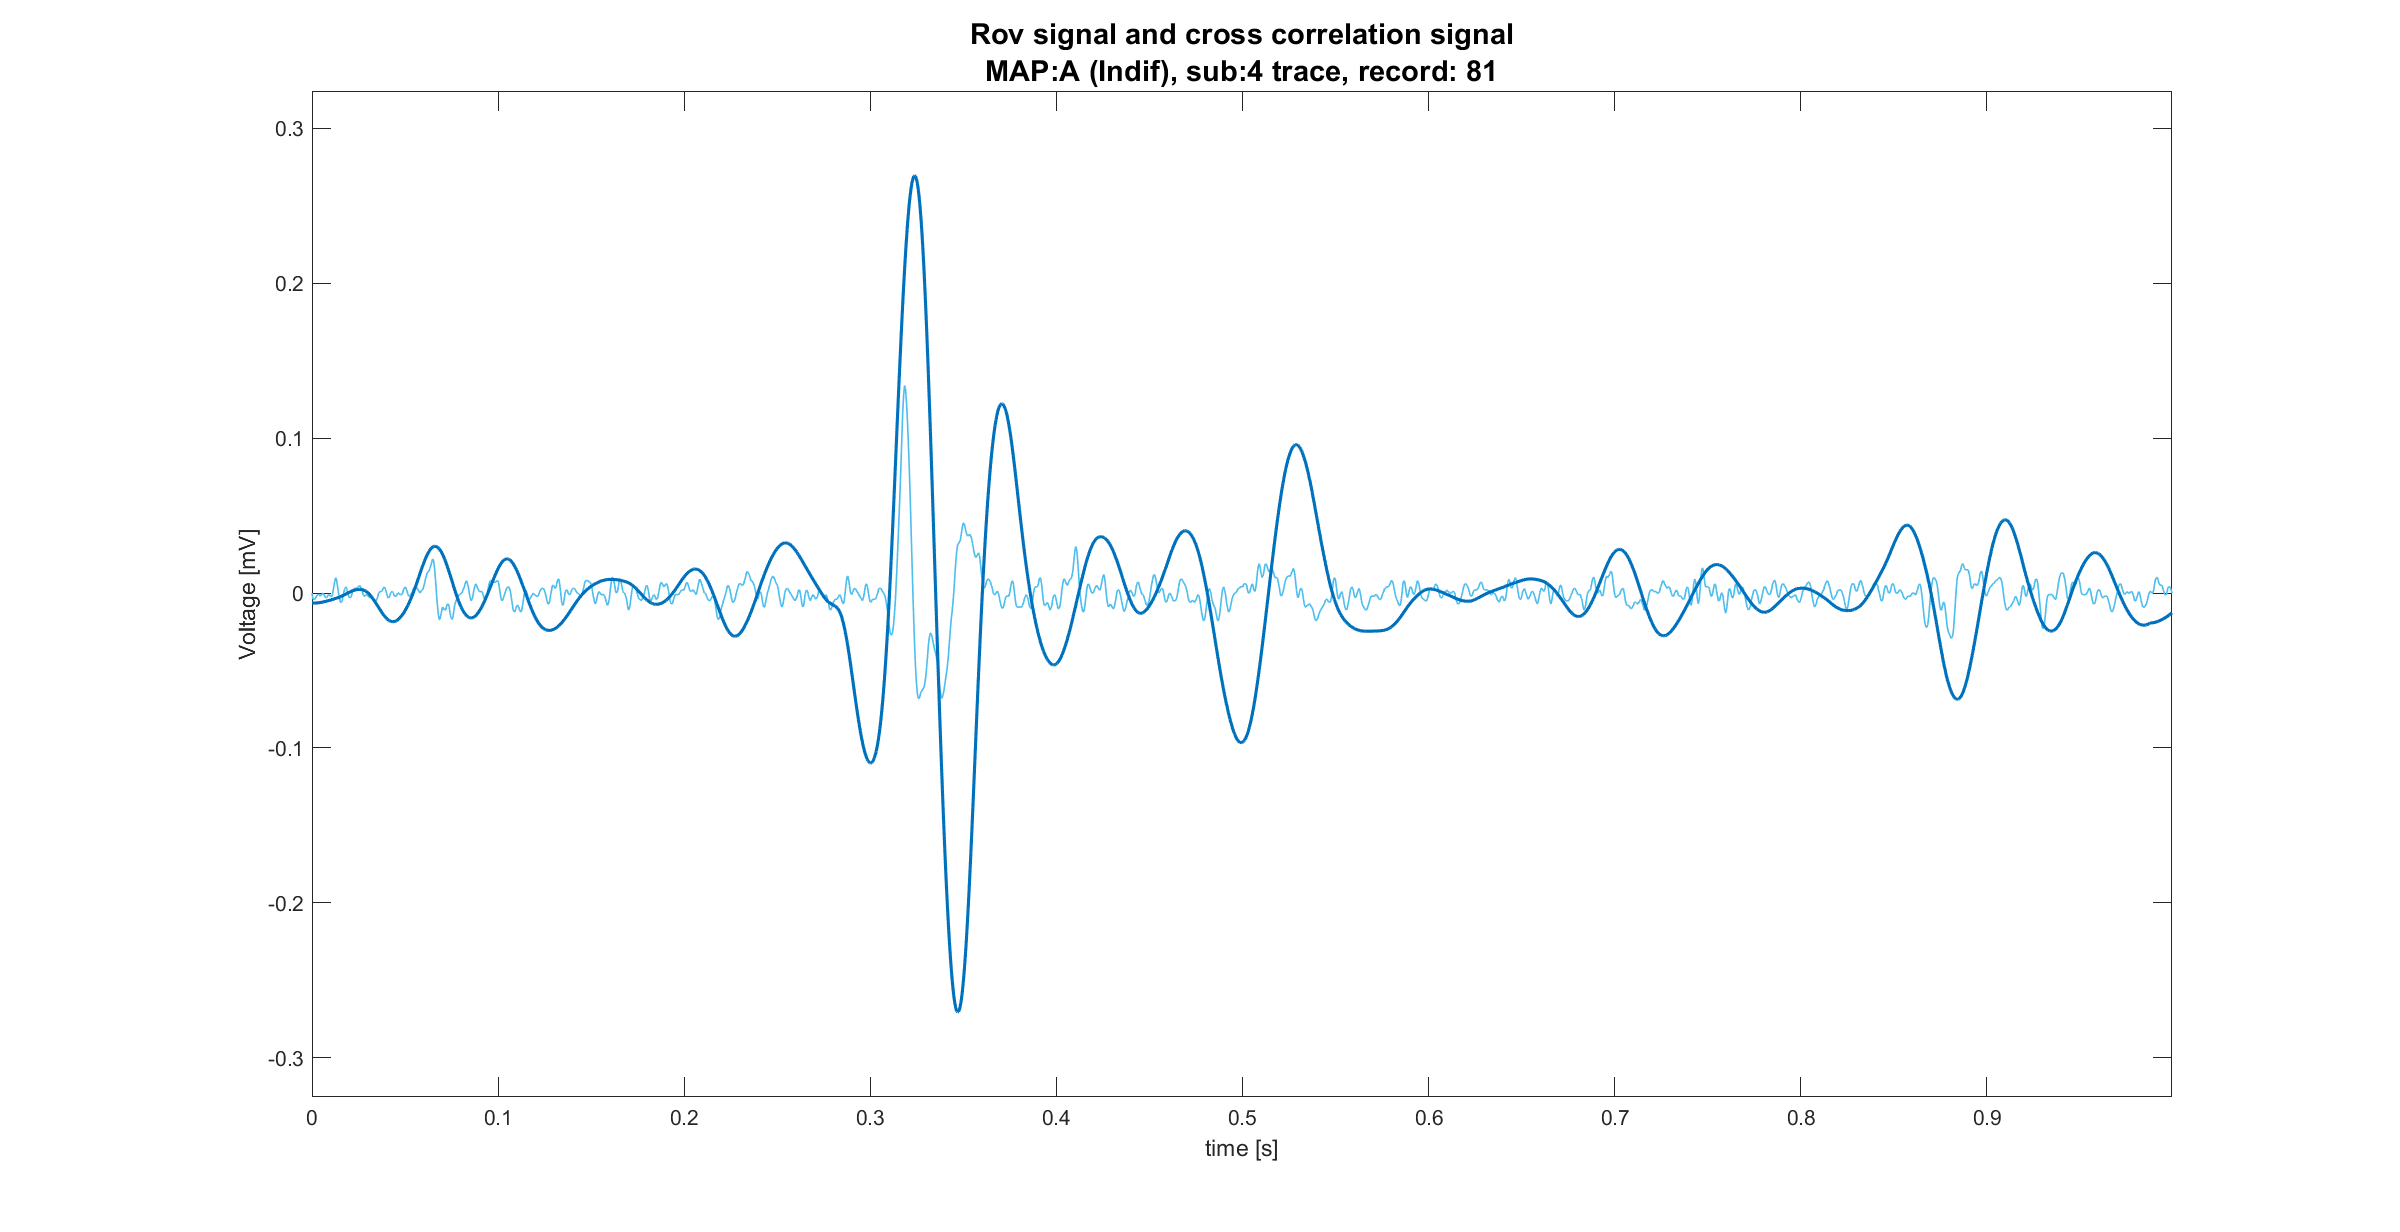 Rov signal and cross correlation signal
MAP:A (Indif), sub:4 trace, record: 81
0.3
0.2
0.1
0
-0.1
-0.2
-0.3
Voltage [mV]
0 0.1 0.2 0.3 0.4 0.5 0.6 0.7 0.8 0.9
time [s]